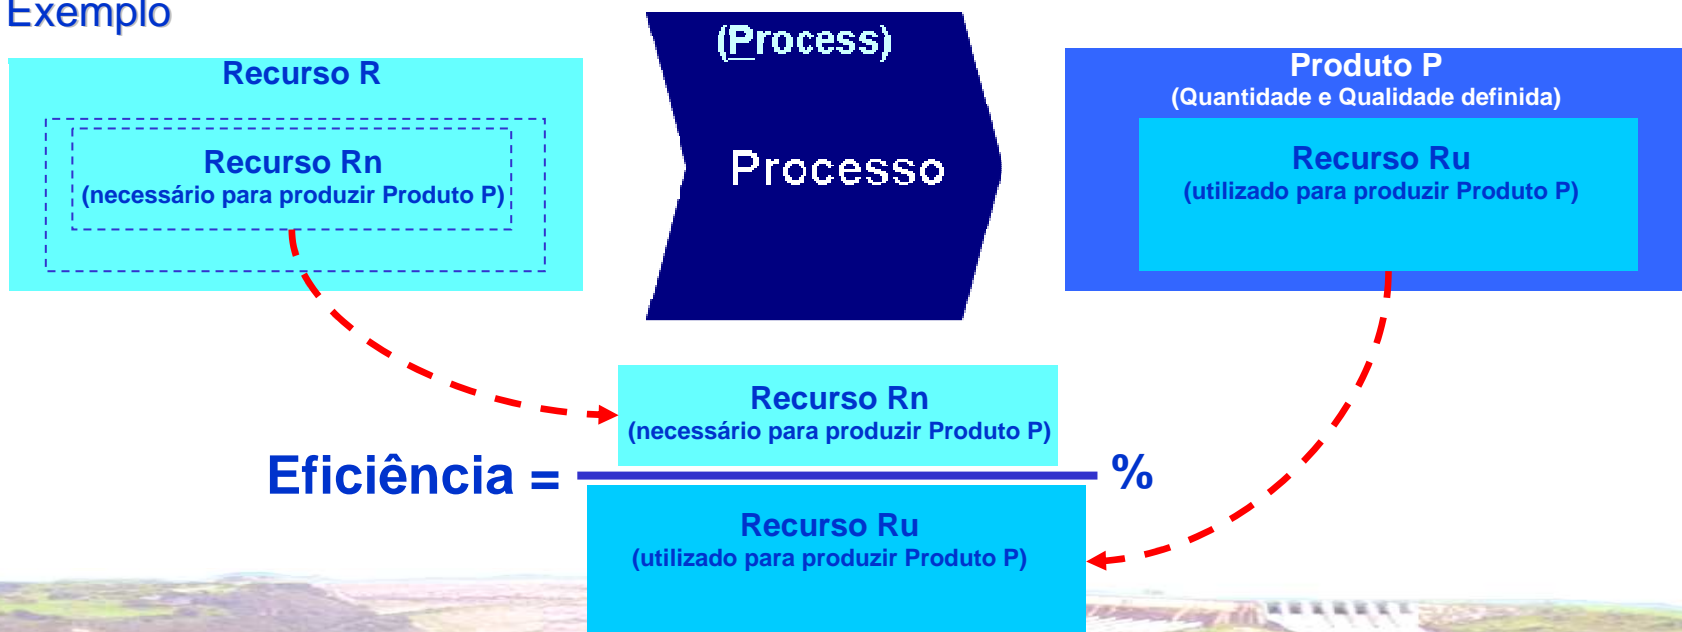 Exemplo
Recurso R
Recurso Rn
(necessário para produzir Produto P)
(Process)
Processo
Produto P
(Quantidade e Qualidade definida)
Recurso Ru
(utilizado para produzir Produto P)
Recurso Rn
(necessário para produzir Produto P)
Eficiência = %
Recurso Ru
(utilizado para produzir Produto P)